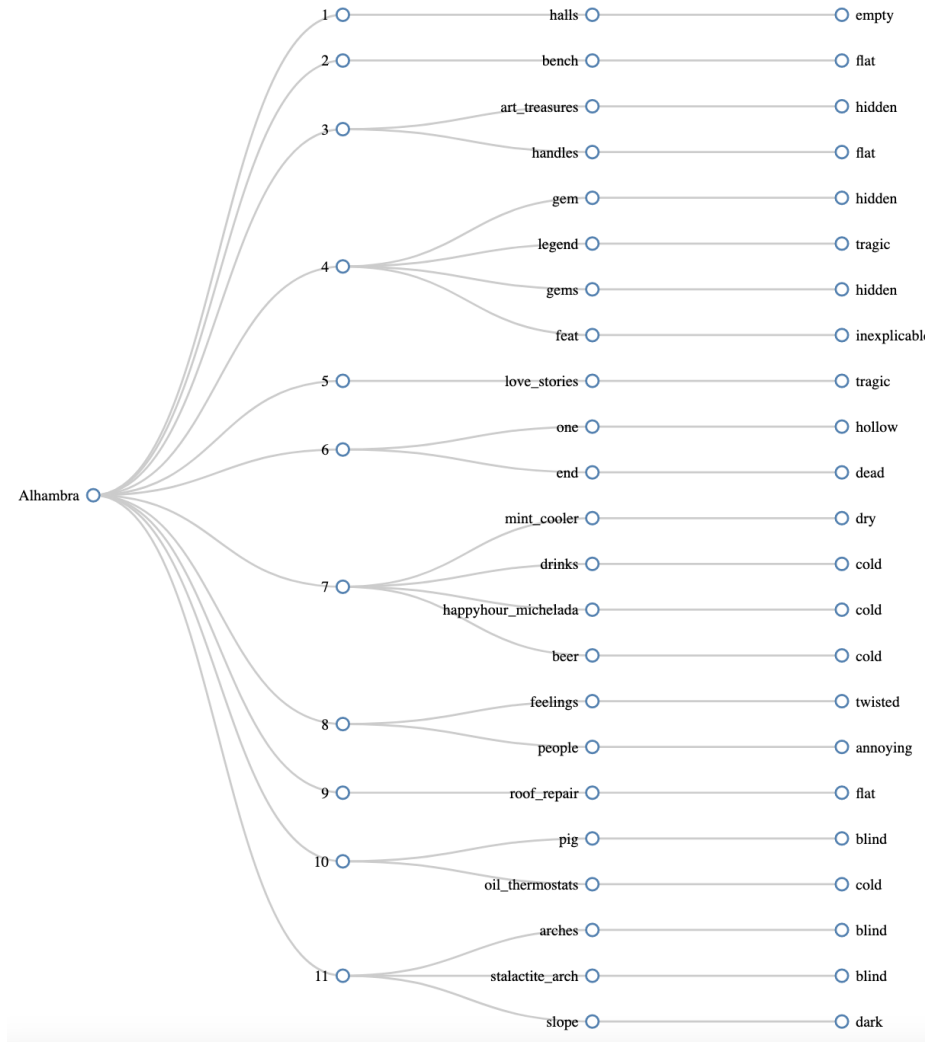 1 halls empty
2 bench flat
art_treasures hidden
3
handles flat
gem hidden
legend tragic
4
gems hidden
feat inexplicable
5 love_stories tragic
one hollow
6
end dead
Alhambra
mint_cooler dry
drinks cold
7
happyhour_michelada cold
beer cold
feelings twisted
8
people annoying
9 roof_repair flat
pig blind
10
oil_thermostats cold
arches blind
11 stalactite_arch blind
slope dark